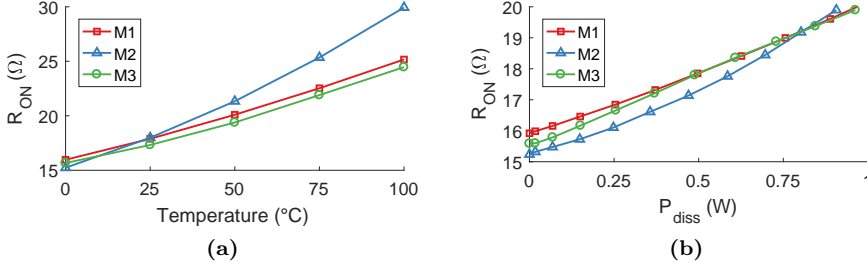 30
25
20
15
R_ON (Ω)
M1
M2
M3
0 25 50 75 100
Temperature (°C)
(a)
20
19
18
17
16
15
R_ON (Ω)
M1
M2
M3
0 0.25 0.5 0.75 1
P_diss (W)
(b)